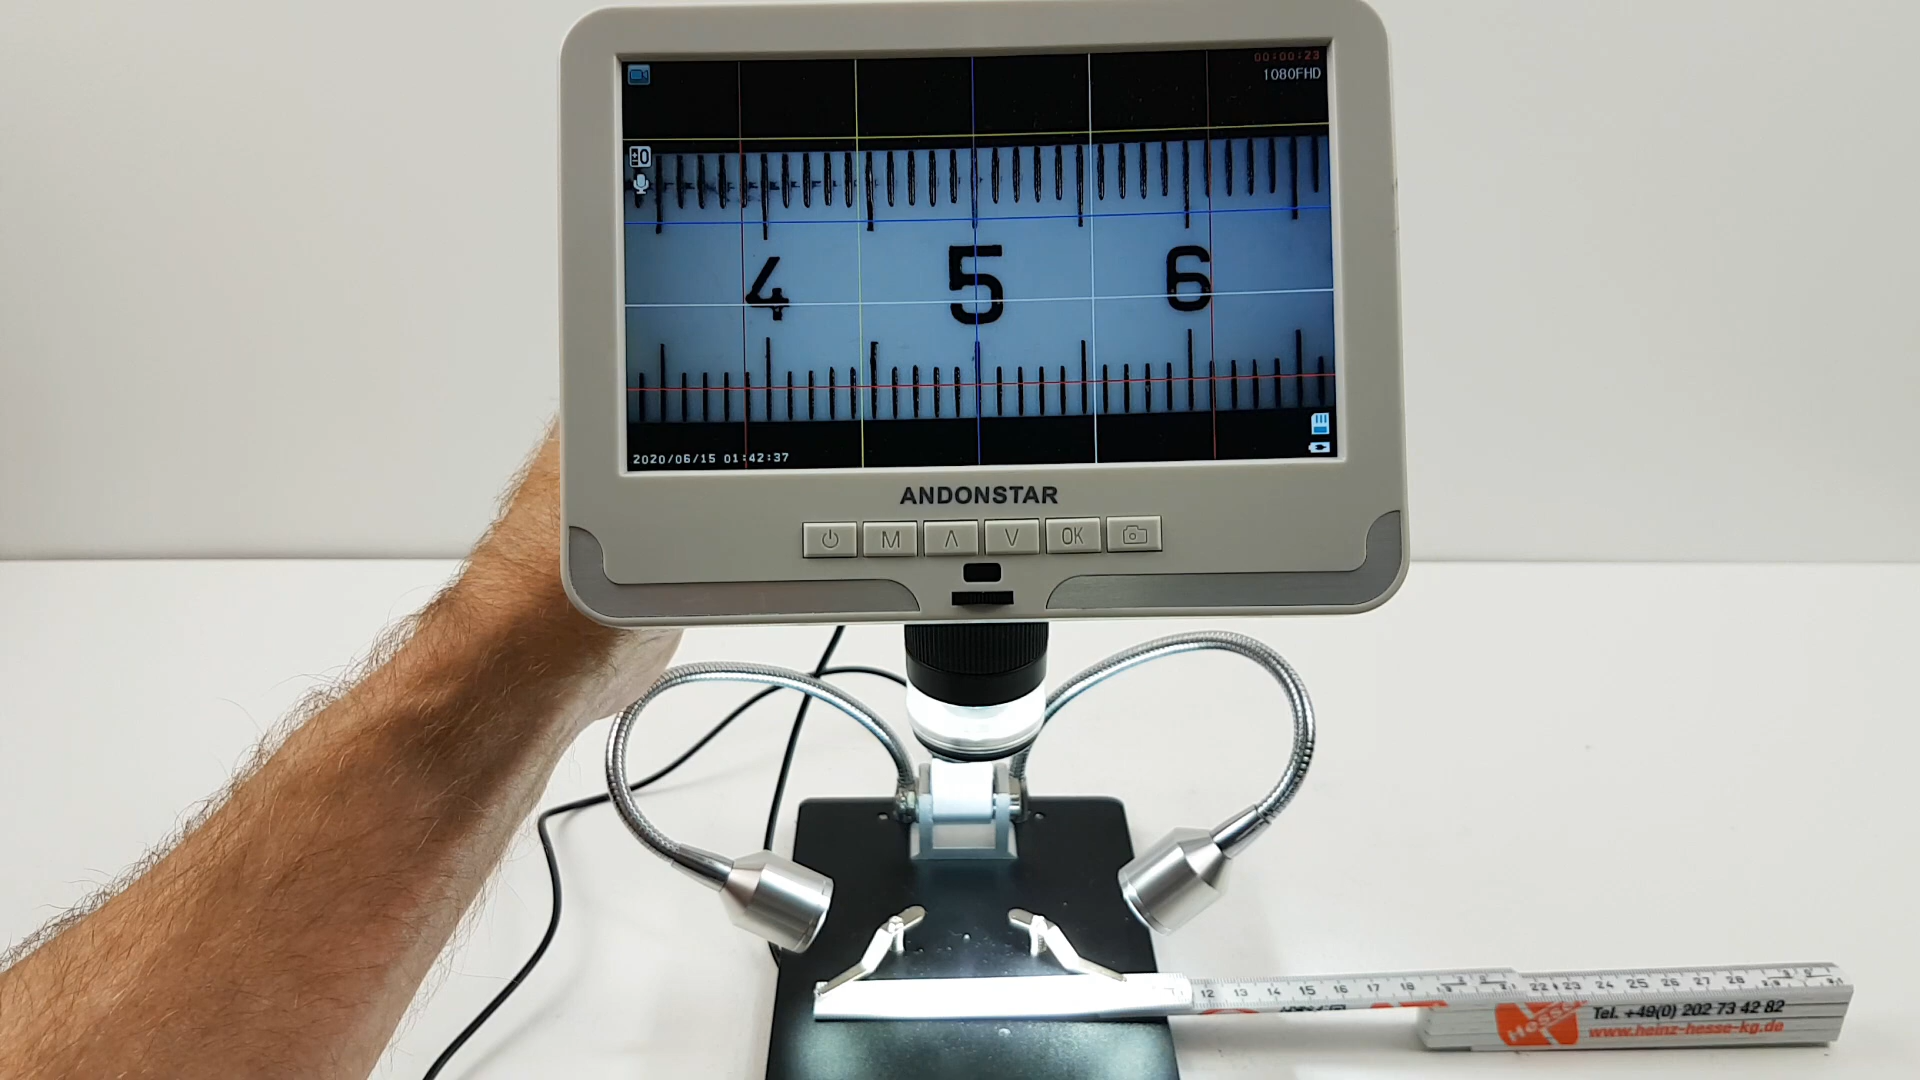 00:00:23
1080FHD
±0
4 5 6
2020/06/15 01:42:37
ANDONSTAR
M OK
12 13 14 15 16 17 18 22 23 24 25 26 27 28
Hesse
Tel. +49(0) 202 73 42 82
www.heinz-hesse-kg.de